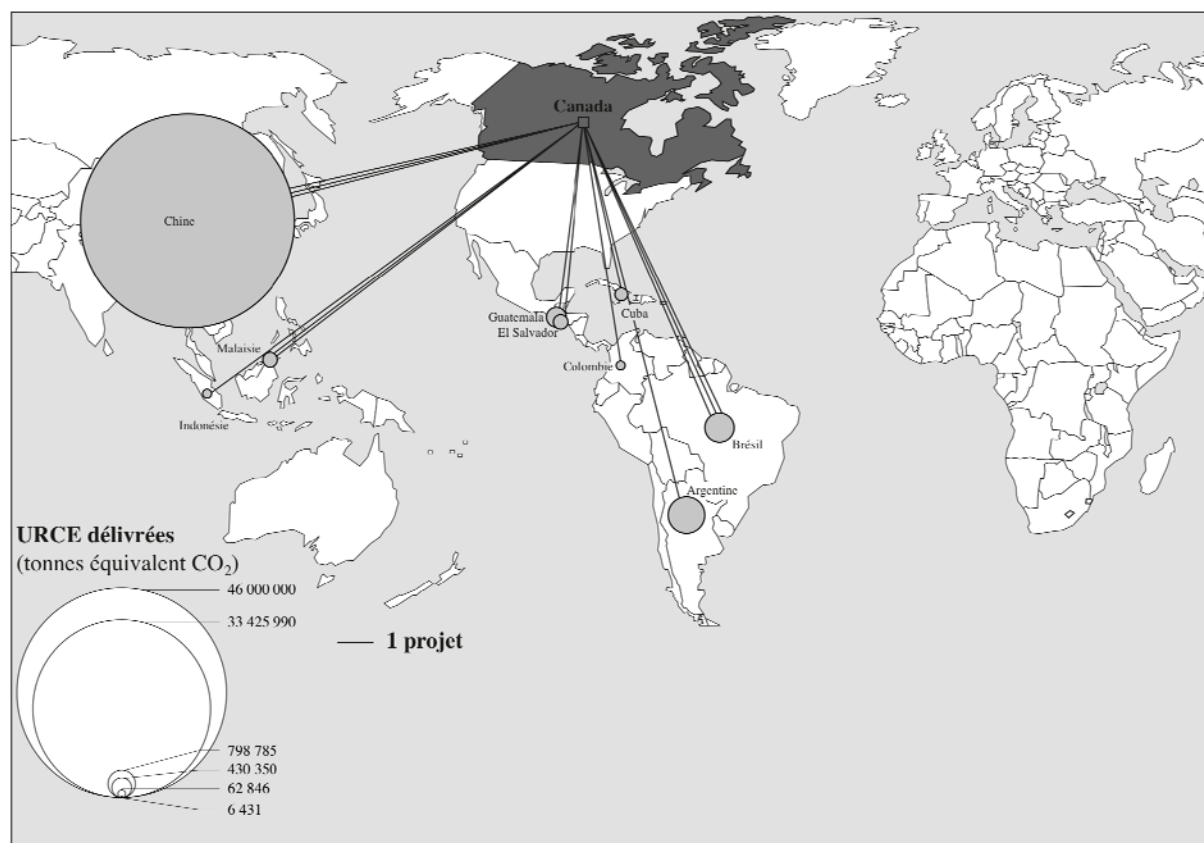 Canada
Chine
Guatemala
El Salvador
Cuba
Malaisie
Colombie
Indonésie
Brésil
Argentine
URCE délivrées
(tonnes équivalent CO₂)
46 000 000
33 425 990
1 projet
798 785
430 350
62 846
6 431